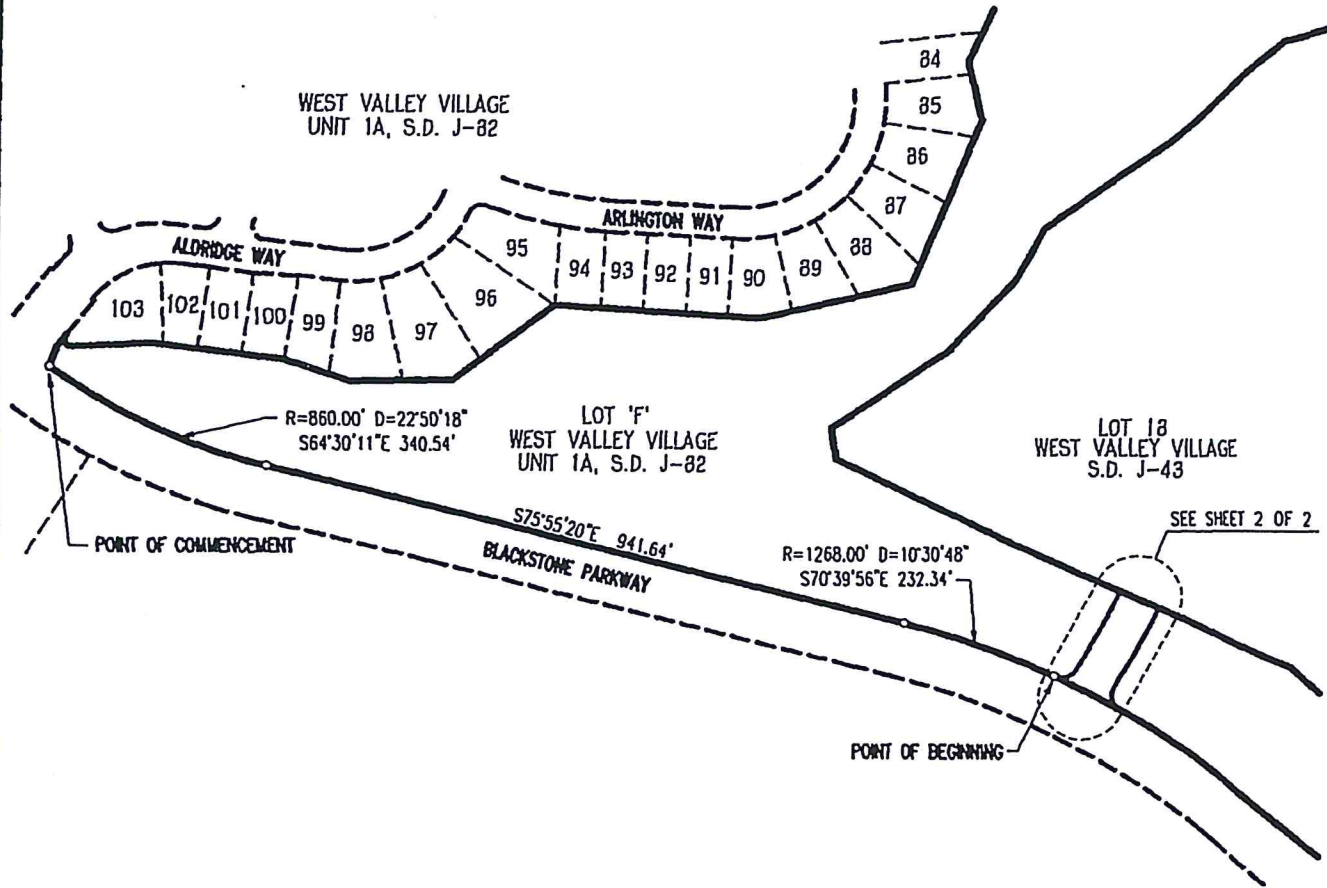 WEST VALLEY VILLAGE
UNIT 1A, S.D. J-82
84
85
86
87
88
89
90
91
92
93
94
95
96
97
98
99
100
101
102
103
ARLINGTON WAY
ALDRIDGE WAY
R=860.00' D=22°50'18"
S64°30'11"E 340.54'
LOT 'F'
WEST VALLEY VILLAGE
UNIT 1A, S.D. J-82
LOT 18
WEST VALLEY VILLAGE
S.D. J-43
SEE SHEET 2 OF 2
POINT OF COMMENCEMENT
S75°55'20"E 941.64'
BLACKSTONE PARKWAY
R=1268.00' D=10°30'48"
S70°39'56"E 232.34'
POINT OF BEGINNING